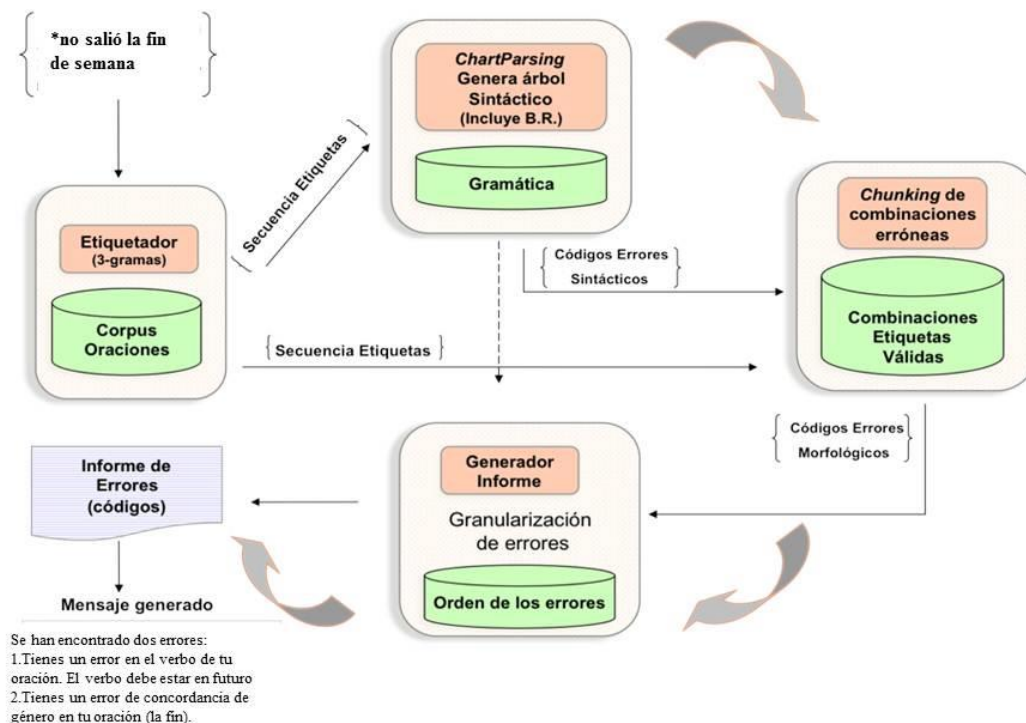 *no salió la fin
de semana
ChartParsing
Genera árbol
Sintáctico
(Incluye B.R.)
Gramática
Secuencia Etiquetas
Etiquetador
(3-gramas)
Corpus
Oraciones
Códigos Errores
Sintácticos
Secuencia Etiquetas
Chunking de
combinaciones
erróneas
Combinaciones
Etiquetas
Válidas
Códigos Errores
Morfológicos
Generador
Informe
Granularización
de errores
Orden de los errores
Informe de
Errores
(códigos)
Mensaje generado
Se han encontrado dos errores:
1.Tienes un error en el verbo de tu
oración. El verbo debe estar en futuro
2.Tienes un error de concordancia de
género en tu oración (la fin).